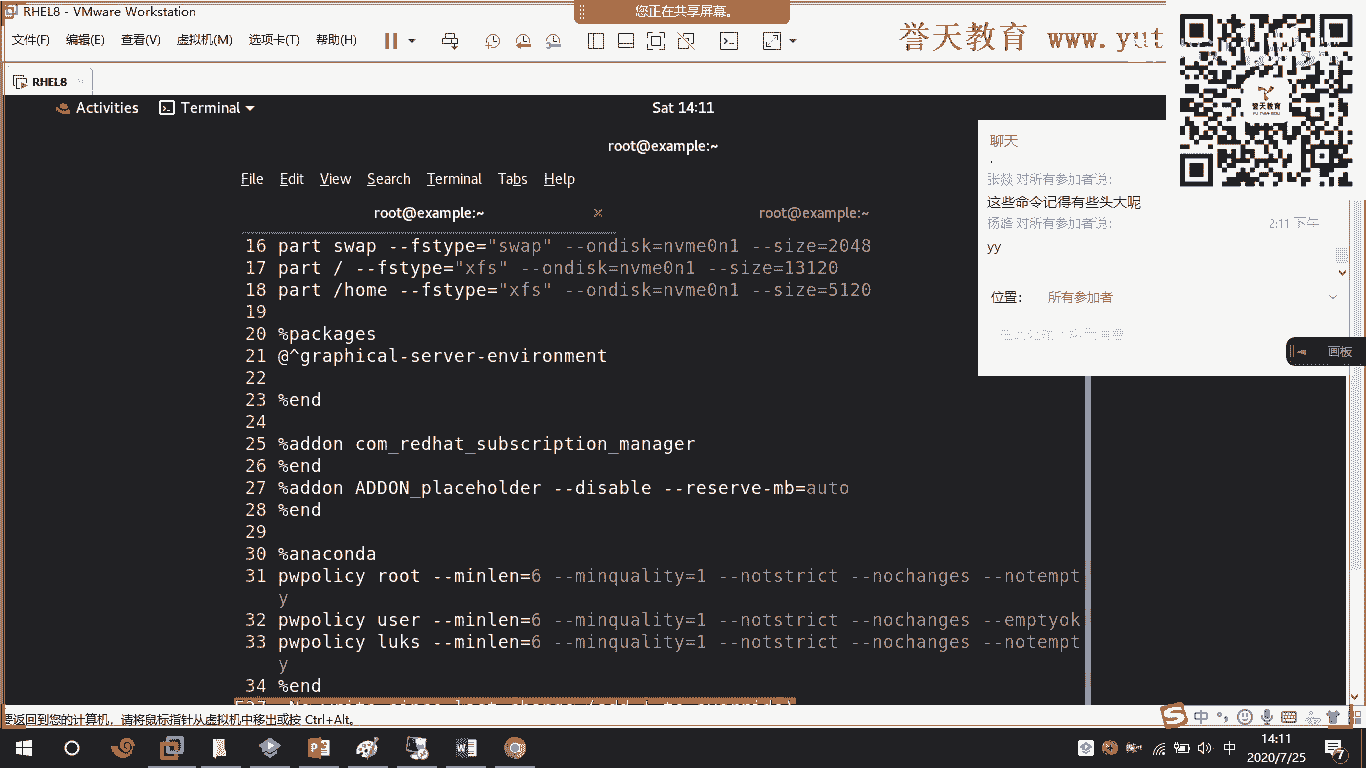 RHEL8 - VMware Workstation
您正在共享屏幕。
文件(F) 编辑(E) 查看(V) 虚拟机(M) 选项卡(T) 帮助(H)
誉天教育 www.yut
RHEL8
誉天教育
Activities Terminal Sat 14:11
root@example:~
File Edit View Search Terminal Tabs Help
root@example:~ × root@example:~
16 part swap --fstype="swap" --ondisk=nvme0n1 --size=2048
17 part / --fstype="xfs" --ondisk=nvme0n1 --size=13120
18 part /home --fstype="xfs" --ondisk=nvme0n1 --size=5120
19
20 %packages
21 @^graphical-server-environment
22
23 %end
24
25 %addon com_redhat_subscription_manager
26 %end
27 %addon ADDON_placeholder --disable --reserve-mb=auto
28 %end
29
30 %anaconda
31 pwpolicy root --minlen=6 --minquality=1 --notstrict --nochanges --notempt
y
32 pwpolicy user --minlen=6 --minquality=1 --notstrict --nochanges --emptyok
33 pwpolicy luks --minlen=6 --minquality=1 --notstrict --nochanges --notempt
y
34 %end
聊天
对所有参加者说:
这些命令记得有些头大呢
对所有参加者说: 2:11 下午
yy
位置: 所有参加者
画板
要返回到您的计算机，请将鼠标指针从虚拟机中移出或按 Ctrl+Alt。
中
中 14:11
2020/7/25
7